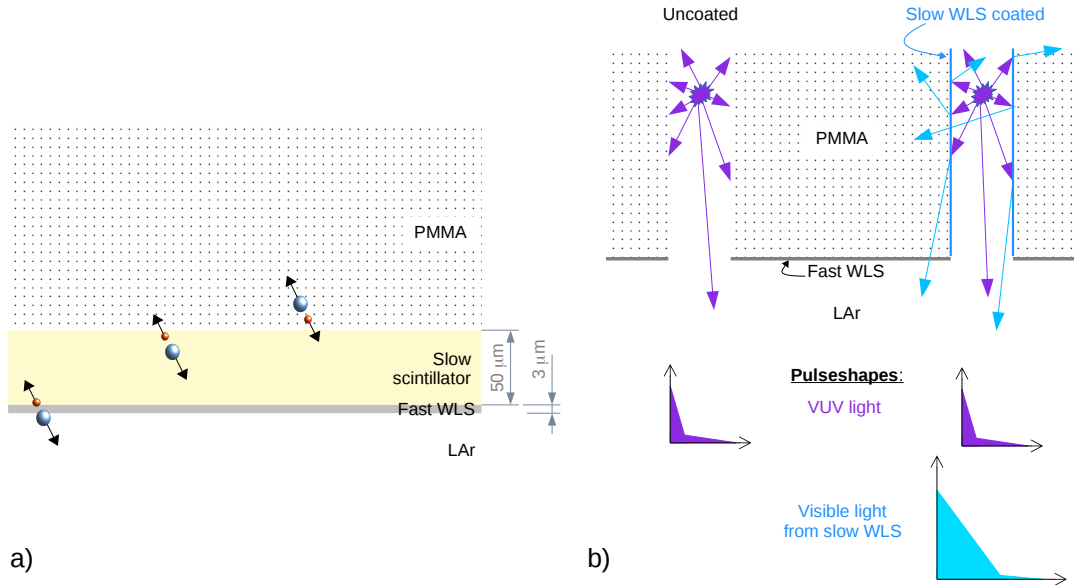 PMMA
Slow
scintillator
Fast WLS
LAr
50 μm
3 μm
a)
Uncoated
Slow WLS coated
PMMA
Fast WLS
LAr
Pulseshapes:
VUV light
Visible light
from slow WLS
b)